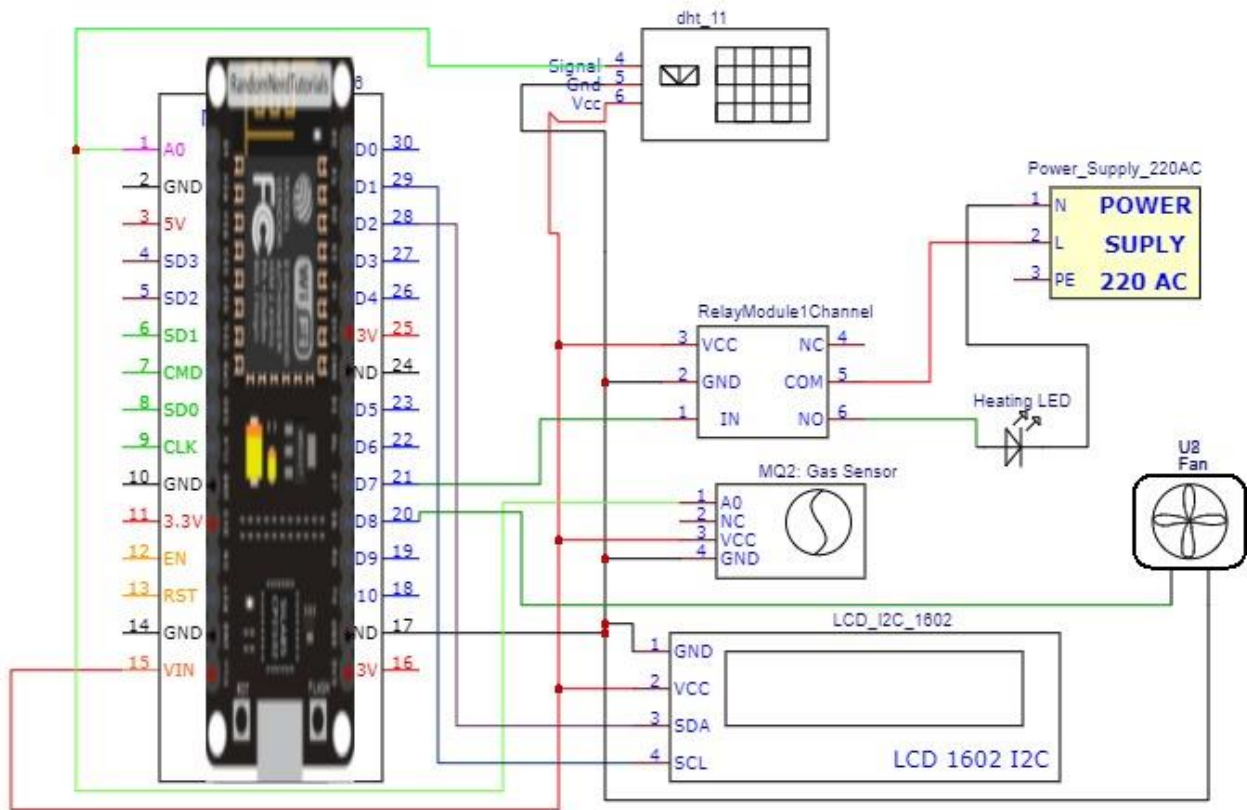 dht_11
Signal 4
Gnd 5
Vcc 6
RandomNerdTutorials
1 A0
2 GND
3 5V
4 SD3
5 SD2
6 SD1
7 CMD
8 SD0
9 CLK
10 GND
11 3.3V
12 EN
13 RST
14 GND
15 VIN
D0 30
D1 29
D2 28
D3 27
D4 26
3V 25
ND 24
D5 23
D6 22
D7 21
D8 20
D9 19
10 18
ND 17
3V 16
RST
FLASH
Power_Supply_220AC
1 N POWER
2 L SUPLY
3 PE 220 AC
RelayModule1Channel
3 VCC NC 4
2 GND COM 5
1 IN NO 6
Heating LED
Fan
MQ2: Gas Sensor
1 A0
2 NC
3 VCC
4 GND
LCD_I2C_1602
1 GND
2 VCC
3 SDA
4 SCL
LCD 1602 I2C